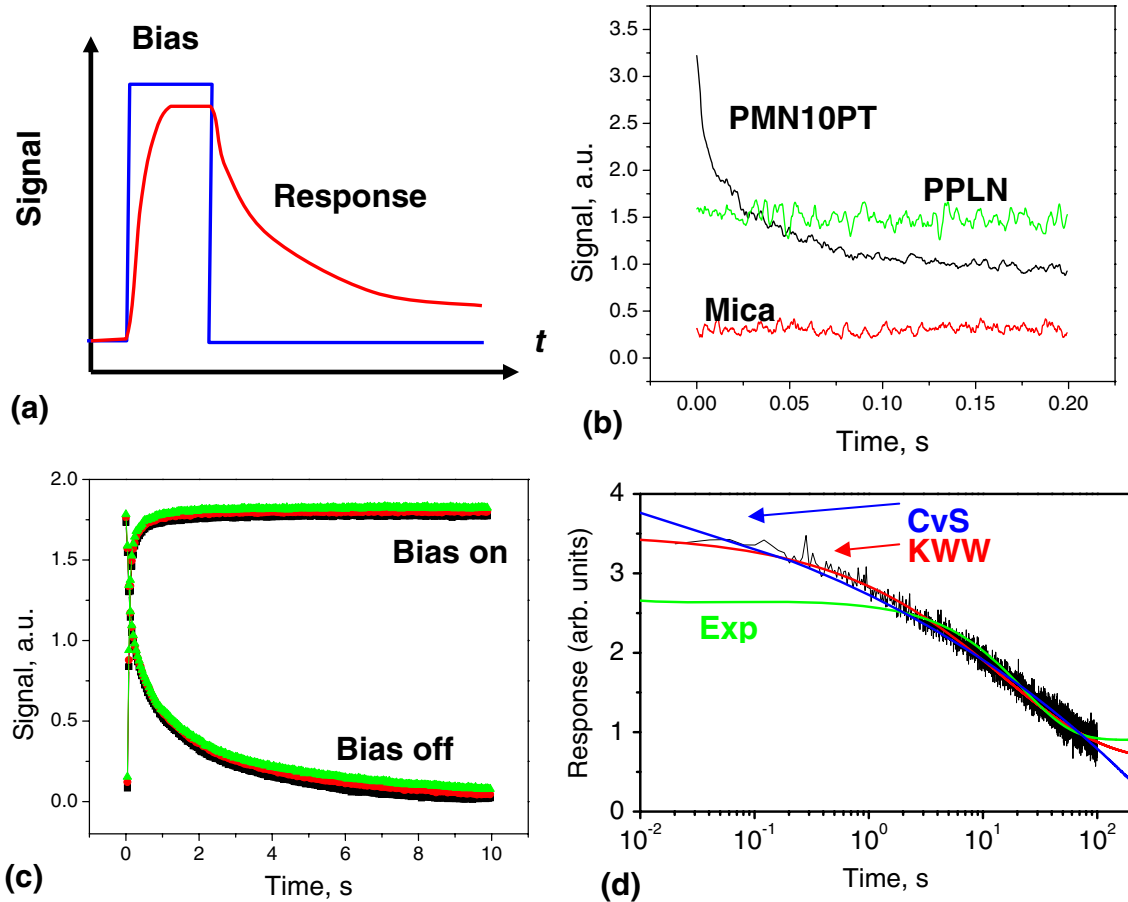 Bias
Signal
Response
t
(a)
3.5
3.0
2.5
2.0
1.5
1.0
0.5
0.0
Signal, a.u.
PMN10PT
PPLN
Mica
0.00 0.05 0.10 0.15 0.20
Time, s
(b)
2.0
1.5
1.0
0.5
0.0
Signal, a.u.
Bias on
Bias off
0 2 4 6 8 10
Time, s
(c)
4
3
2
1
0
Response (arb. units)
CvS
KWW
Exp
10⁻² 10⁻¹ 10⁰ 10¹ 10²
Time, s
(d)